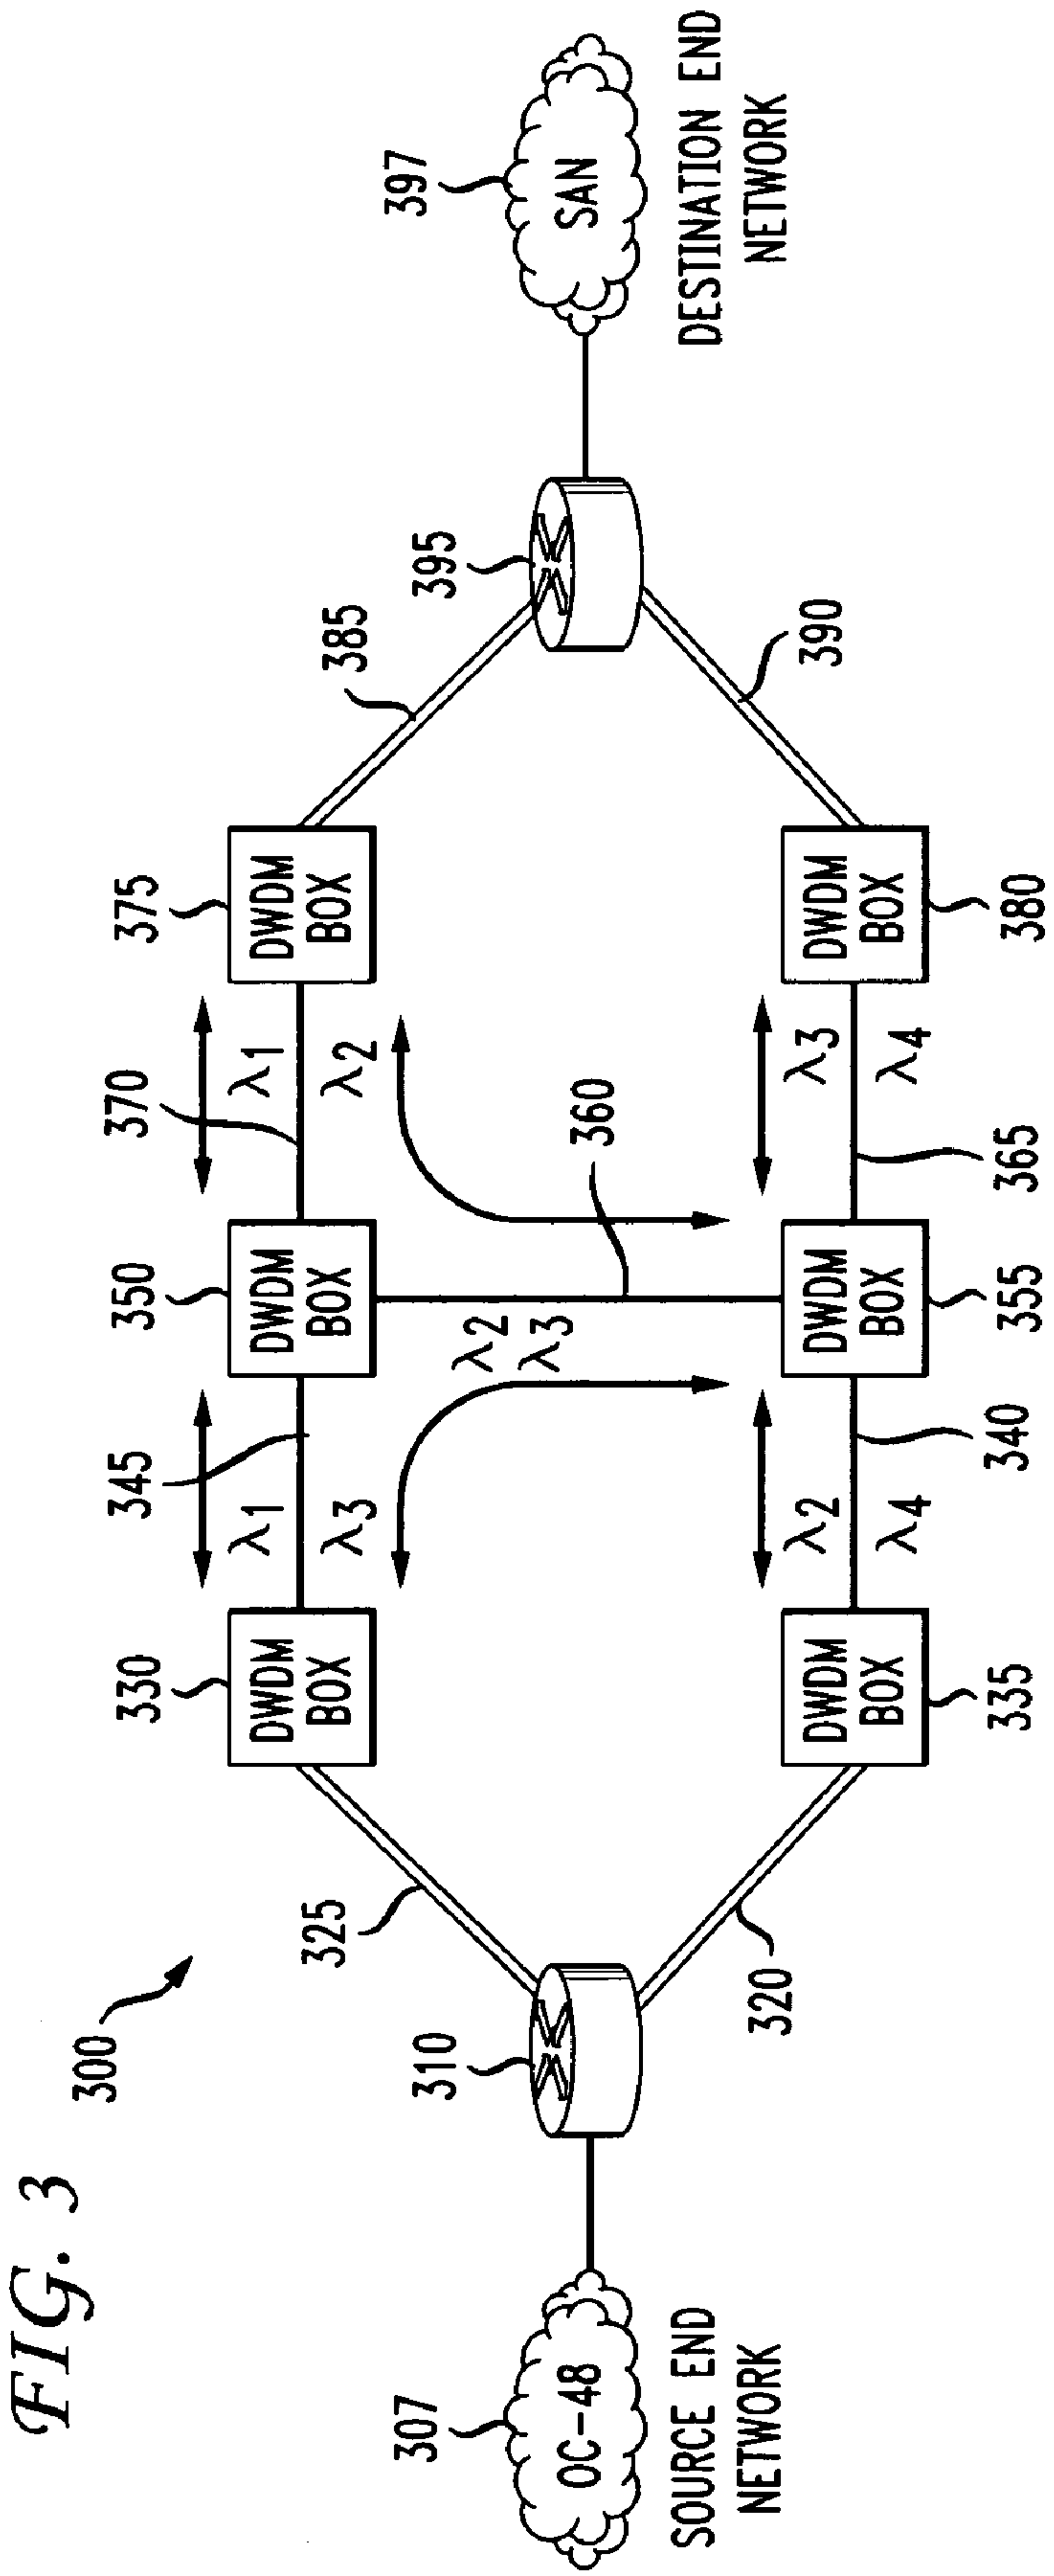 FIG. 3
300
307
OC-48
SOURCE END
NETWORK
310
325
320
330
DWDM
BOX
335
DWDM
BOX
345
λ1
λ3
λ2
λ4
340
350
DWDM
BOX
λ2
λ3
360
355
DWDM
BOX
370
λ1
λ2
λ3
λ4
365
375
DWDM
BOX
380
DWDM
BOX
385
390
395
397
SAN
DESTINATION END
NETWORK